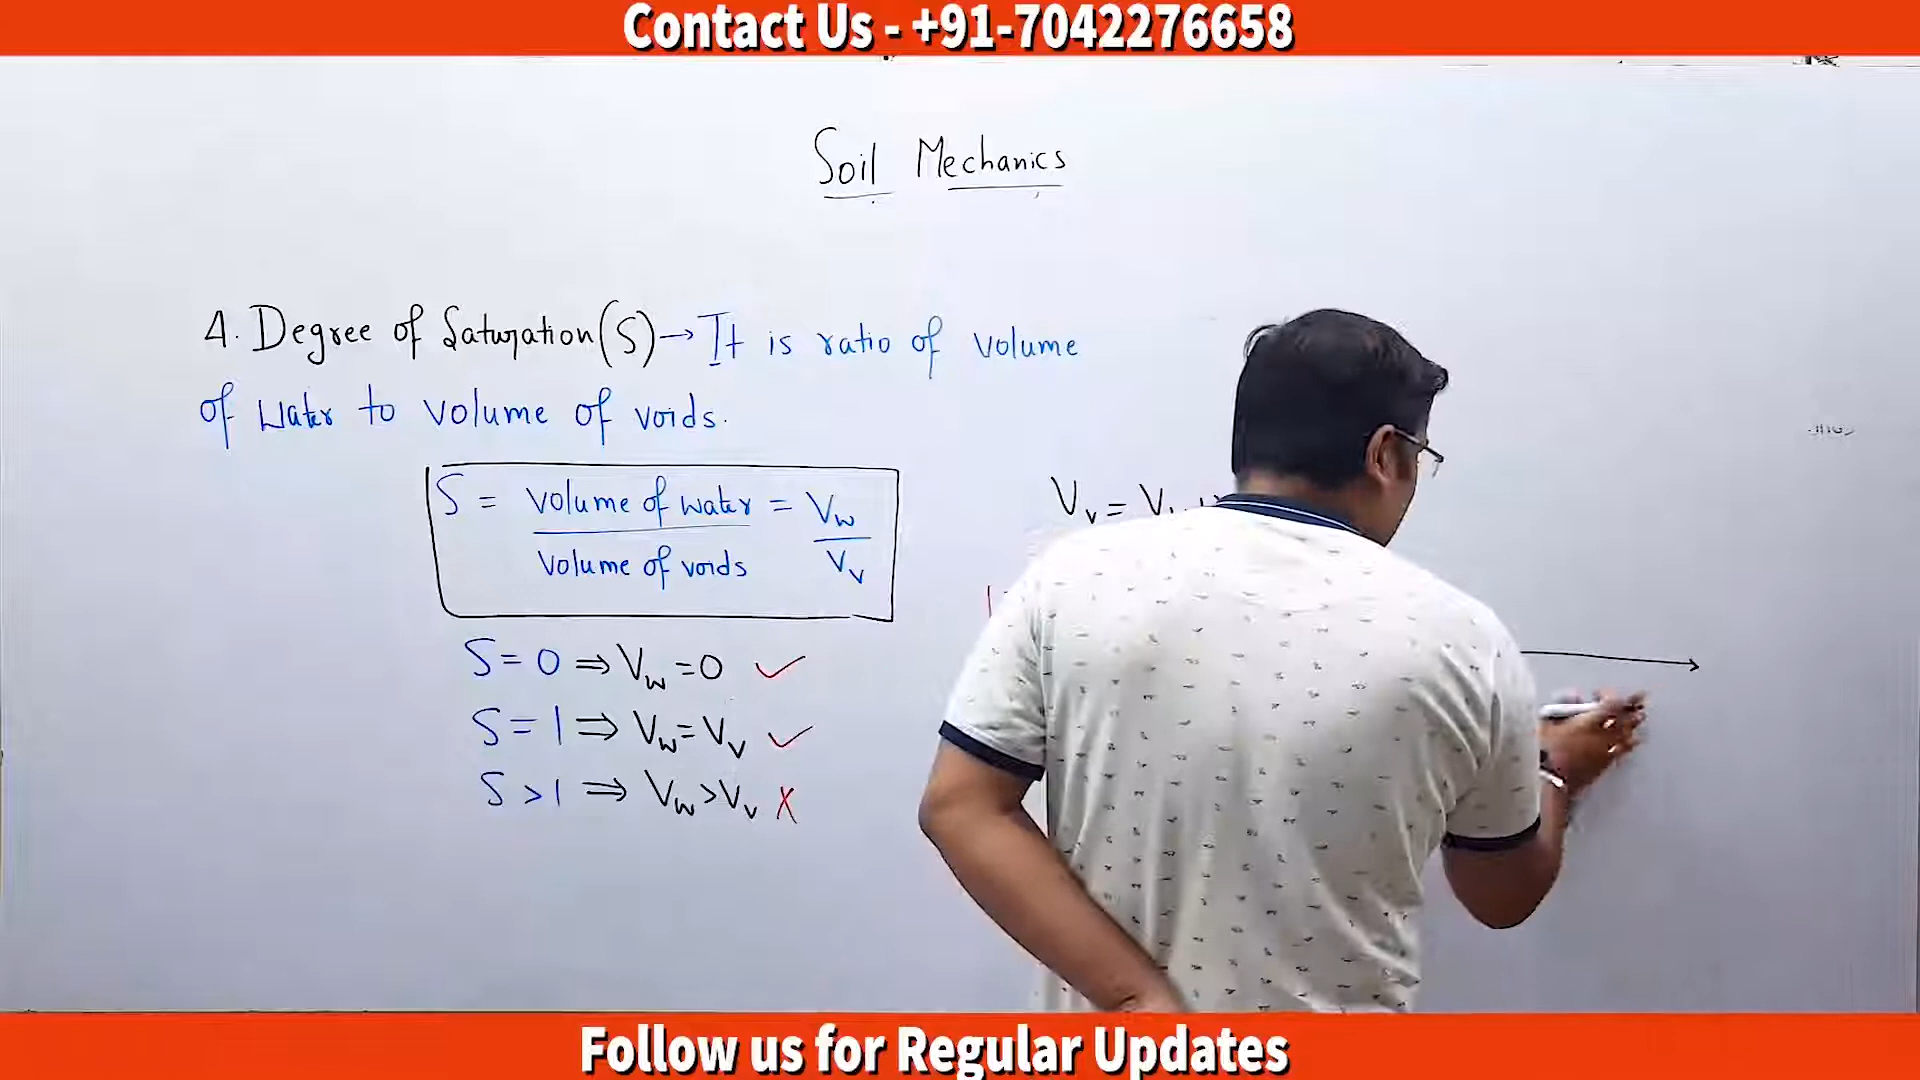 Contact Us - +91-7042276658
Soil Mechanics
4. Degree of Saturation (S) → It is ratio of volume
of water to volume of voids.
S = volume of water = Vw
volume of voids Vv
Vv = V
S = 0 ⇒ Vw = 0 ✓
S = 1 ⇒ Vw = Vv ✓
S > 1 ⇒ Vw > Vv X
Follow us for Regular Updates